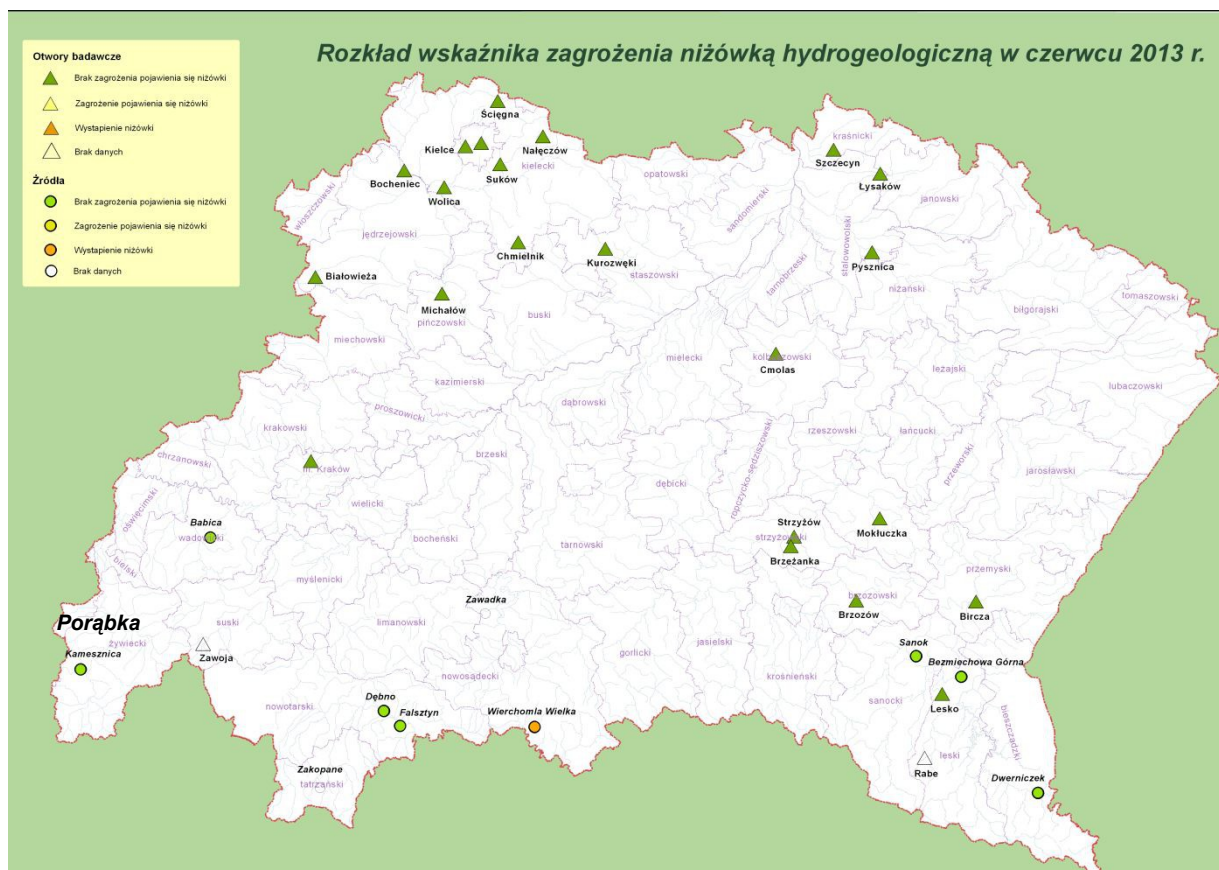 Rozkład wskaźnika zagrożenia niżówką hydrogeologiczną w czerwcu 2013 r.
Otwory badawcze
Brak zagrożenia pojawienia się niżówki
Zagrożenie pojawienia się niżówki
Wystapienie niżówki
Brak danych
Źródła
Brak zagrożenia pojawienia się niżówki
Zagrożenie pojawienia się niżówki
Wystapienie niżówki
Brak danych
Ścięgna
Kielce
Nałęczów
kielecki
Suków
Bocheniec
Wolica
włoszczowski
jędrzejowski
opatowski
sandomierski
kraśnicki
Szczecyn
Łysaków
janowski
Chmielnik
Kurozwęki
staszowski
tarnobrzeski
stalowowolski
Pysznica
niżański
Białowieża
Michałów
pińczowski
buski
biłgorajski
tomaszowski
miechowski
mielecki
kolbuszowski
Cmolas
leżajski
kazimierski
lubaczowski
proszowicki
dąbrowski
krakowski
brzeski
rzeszowski
łańcucki
chrzanowski
m. Kraków
ropczycko-sędziszowski
przeworski
jarosławski
oświęcimski
wielicki
dębicki
Babica
wadowicki
bocheński
tarnowski
Strzyżów
strzyżowski
Brzeżanka
Mokłuczka
bielski
myślenicki
przemyski
Zawadka
brzozowski
Brzozów
Bircza
Porąbka
suski
limanowski
żywiecki
Kamesznica
Zawoja
gorlicki
jasielski
Sanok
Bezmiechowa Górna
nowosądecki
krośnieński
sanocki
Lesko
nowotarski
Dębno
Falsztyn
Wierchomla Wielka
bieszczadzki
Zakopane
tatrzański
Rabe
leski
Dwerniczek